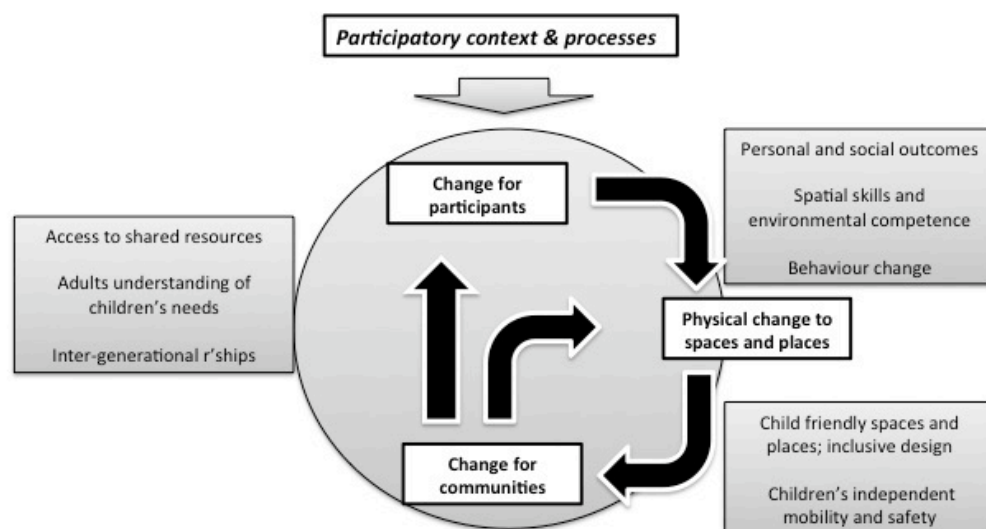 Participatory context & processes
Change for
participants
Personal and social outcomes
Spatial skills and
environmental competence
Behaviour change
Access to shared resources
Adults understanding of
children's needs
Inter-generational r'ships
Physical change to
spaces and places
Change for
communities
Child friendly spaces and
places; inclusive design
Children's independent
mobility and safety